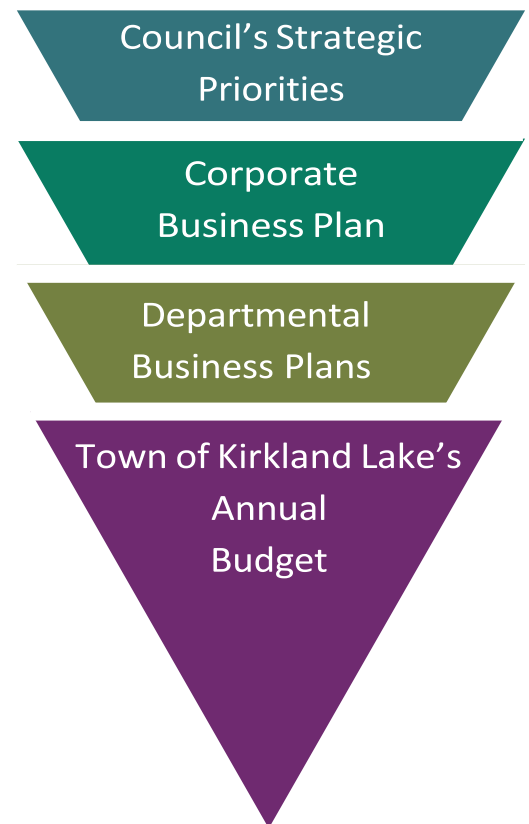 Council’s Strategic
Priorities
Corporate
Business Plan
Departmental
Business Plans
Town of Kirkland Lake’s
Annual
Budget